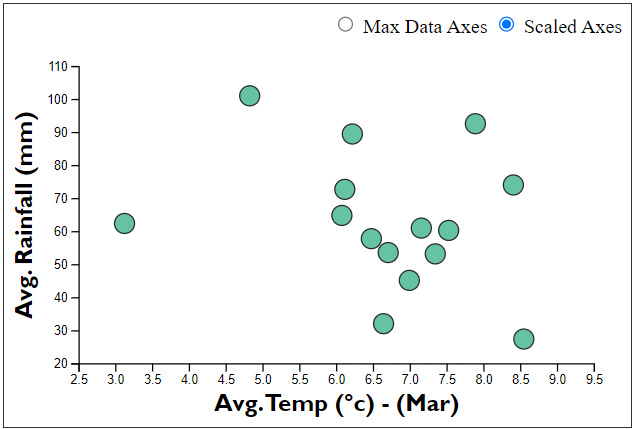 Max Data Axes Scaled Axes
110
100
90
80
70
60
50
40
30
20
Avg. Rainfall (mm)
2.5 3.0 3.5 4.0 4.5 5.0 5.5 6.0 6.5 7.0 7.5 8.0 8.5 9.0 9.5
Avg.Temp (°c) - (Mar)